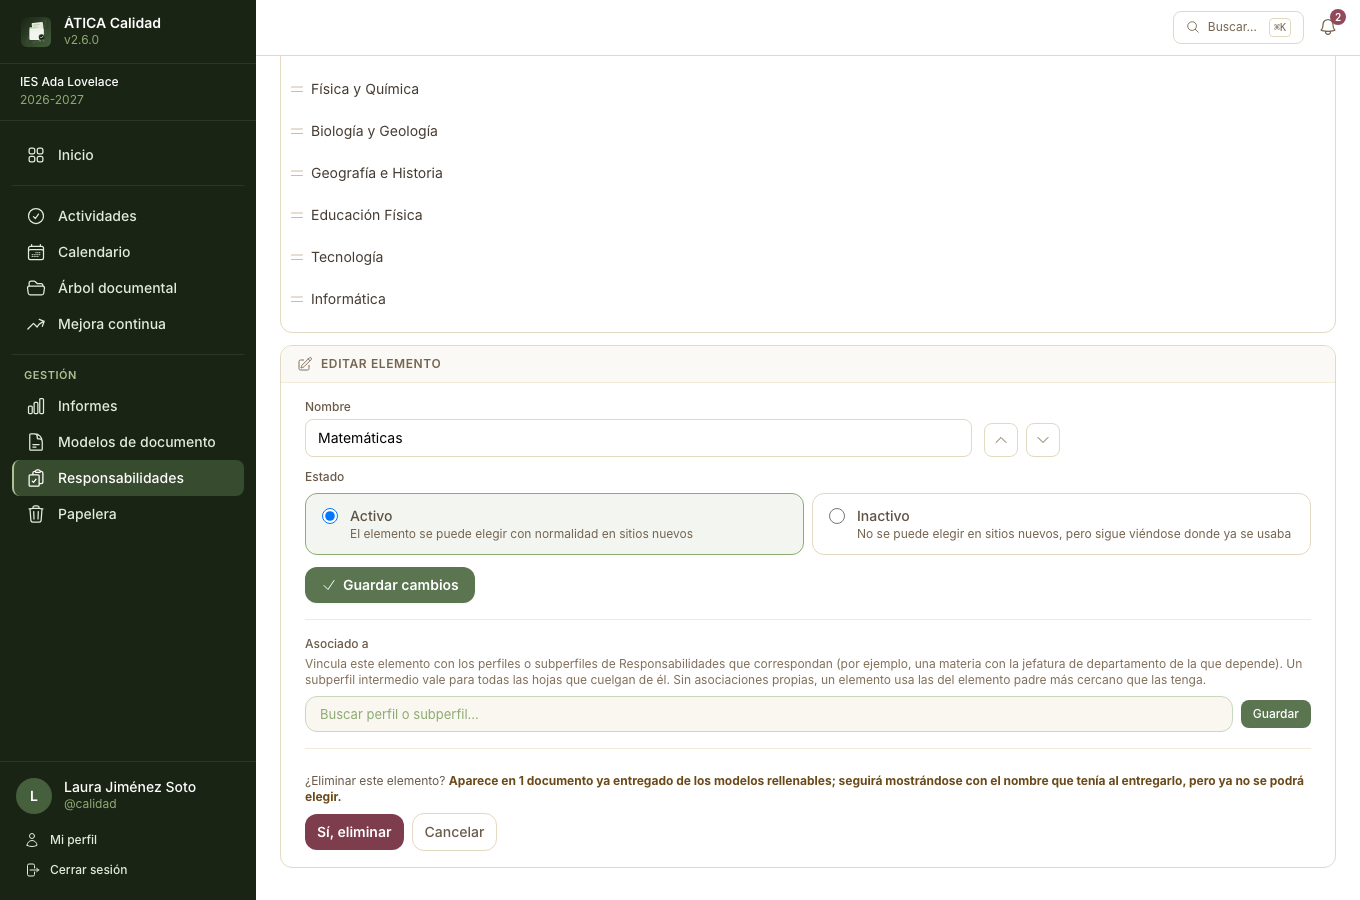 ÁTICA Calidad
v2.6.0
IES Ada Lovelace
2026-2027
Inicio
Actividades
Calendario
Árbol documental
Mejora continua
GESTIÓN
Informes
Modelos de documento
Responsabilidades
Papelera
L
Laura Jiménez Soto
@calidad
Mi perfil
Cerrar sesión
Buscar...
⌘K
2
Física y Química
Biología y Geología
Geografía e Historia
Educación Física
Tecnología
Informática
EDITAR ELEMENTO
Nombre
Matemáticas
Estado
Activo
El elemento se puede elegir con normalidad en sitios nuevos
Inactivo
No se puede elegir en sitios nuevos, pero sigue viéndose donde ya se usaba
Guardar cambios
Asociado a
Vincula este elemento con los perfiles o subperfiles de Responsabilidades que correspondan (por ejemplo, una materia con la jefatura de departamento de la que depende). Un
subperfil intermedio vale para todas las hojas que cuelgan de él. Sin asociaciones propias, un elemento usa las del elemento padre más cercano que las tenga.
Buscar perfil o subperfil...
Guardar
¿Eliminar este elemento? Aparece en 1 documento ya entregado de los modelos rellenables; seguirá mostrándose con el nombre que tenía al entregarlo, pero ya no se podrá
elegir.
Sí, eliminar
Cancelar